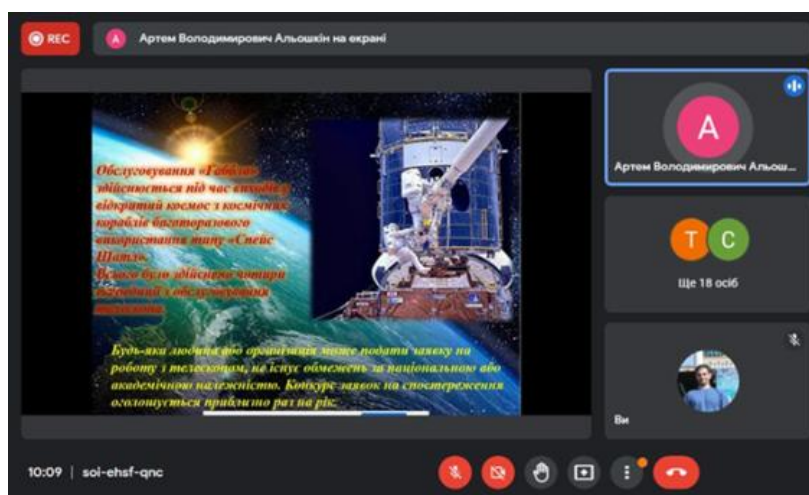 REC
А
Артем Володимирович Альошкін на екрані
Обслуговування «Габбла»
здійснюється під час виходів у
відкритий космос з космічних
кораблів багаторазового
використання типу «Спейс
Шатл».
Всього було здійснено чотири
експедиції з обслуговування
телескопа.
Будь-яка людина або організація може подати заявку на
роботу з телескопом, не існує обмежень за національною або
академічною належністю. Конкурс заявок на спостереження
оголошується приблизно раз на рік.
А
Артем Володимирович Альош...
Т С
Ще 18 осіб
Ви
10:09 | soi-ehsf-qnc